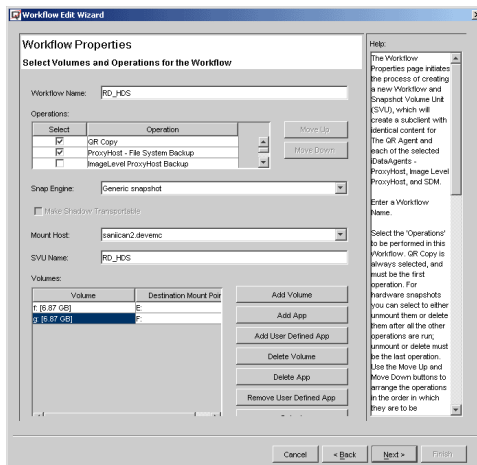 Workflow Edit Wizard
Workflow Properties
Select Volumes and Operations for the Workflow
Workflow Name: RD_HDS
Operations:
Select Operation
QR Copy
ProxyHost - File System Backup
ImageLevel ProxyHost Backup
Move Up
Move Down
Snap Engine: Generic snapshot
Make Shadow Transportable
Mount Host: saniican2.devemc
SVU Name: RD_HDS
Volumes:
Volume Destination Mount Poir
f: [6.87 GB] E:
g: [6.87 GB] F:
Add Volume
Add App
Add User Defined App
Delete Volume
Delete App
Remove User Defined App
Help:
The Workflow
Properties page initiates
the process of creating
a new Workflow and
Snapshot Volume Unit
(SVU), which will
create a subclient with
identical content for
The QR Agent and
each of the selected
iDataAgents -
ProxyHost, Image Level
ProxyHost, and SDM.
Enter a Workflow
Name.
Select the 'Operations'
to be performed in this
Workflow. QR Copy is
always selected, and
must be the first
operation. For
hardware snapshots
you can select to either
unmount them or delete
them after all the other
operations are run;
unmount or delete must
be the last operation.
Use the Move Up and
Move Down buttons to
arrange the operations
in the order in which
they are to be
Cancel
< Back
Next >
Finish